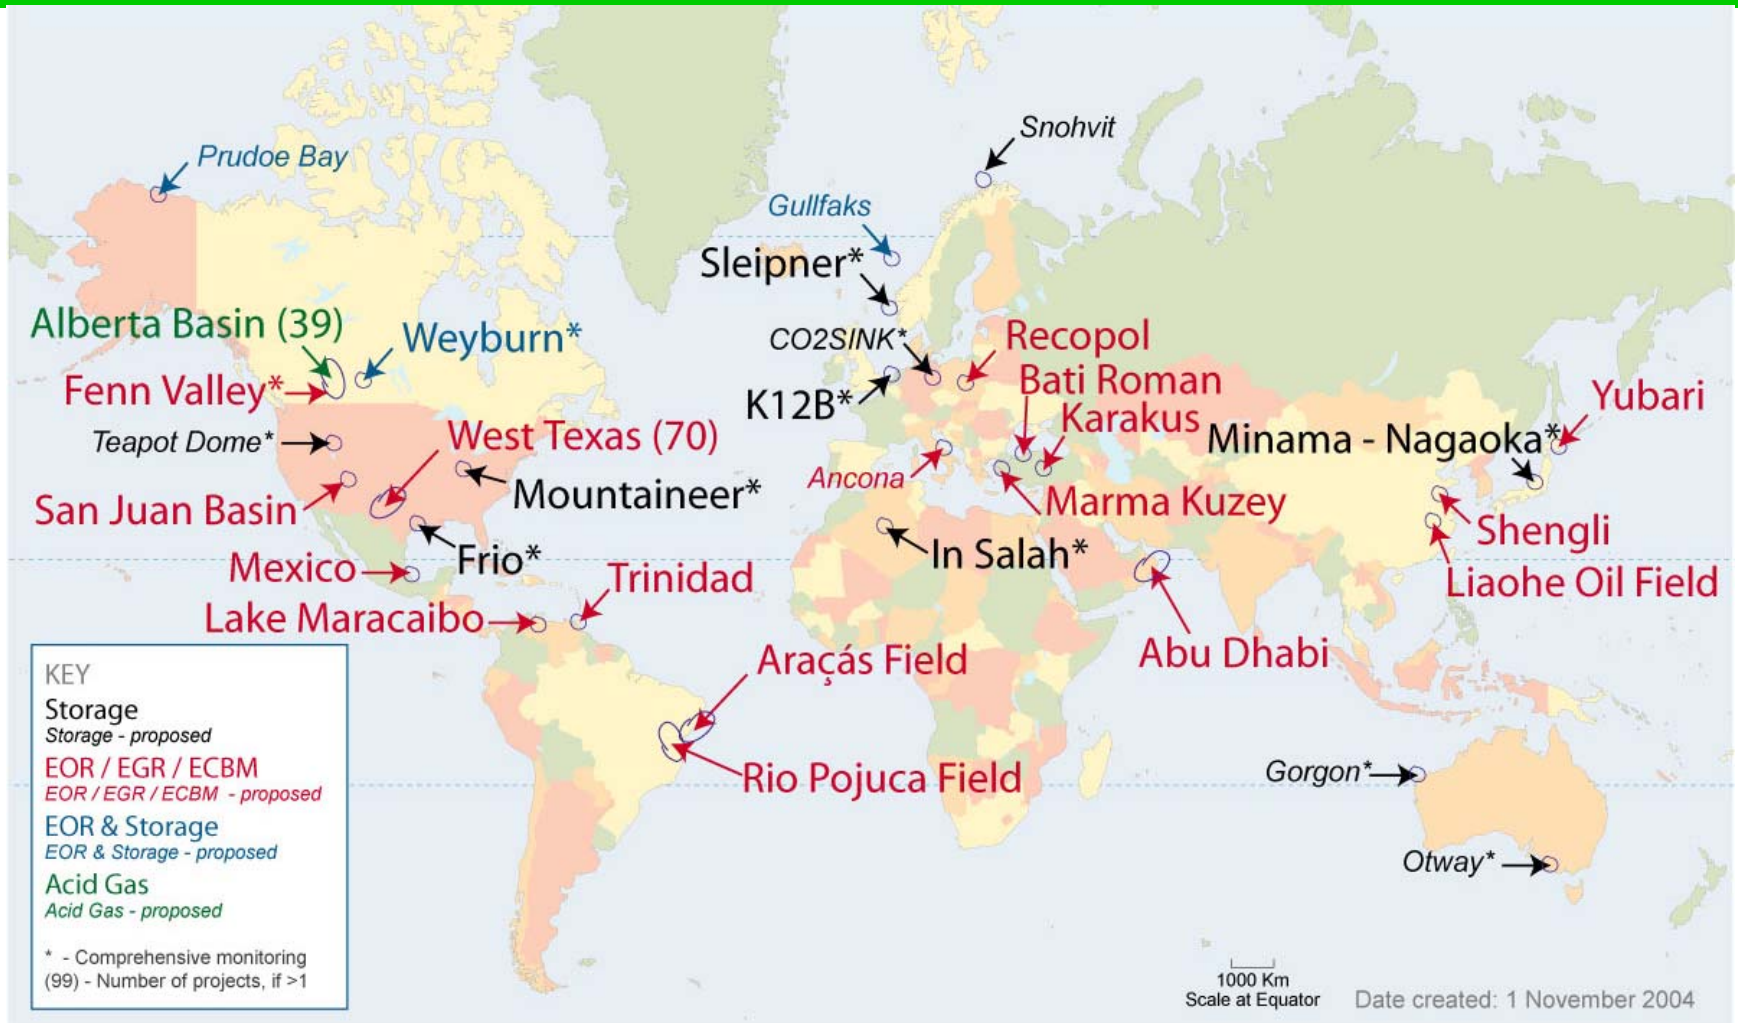 Snohvit
Prudoe Bay
Gullfaks
Sleipner*
Alberta Basin (39)
Weyburn*
CO2SINK*
Recopol
Fenn Valley*
Bati Roman
K12B*
Yubari
Karakus
Teapot Dome*
West Texas (70)
Minama - Nagaoka*
Ancona
Mountaineer*
Marma Kuzey
San Juan Basin
Shengli
Frio*
In Salah*
Mexico
Trinidad
Liaohe Oil Field
Lake Maracaibo
Araçás Field
Abu Dhabi
Rio Pojuca Field
Gorgon*
Otway*
KEY
Storage
Storage - proposed
EOR / EGR / ECBM
EOR / EGR / ECBM - proposed
EOR & Storage
EOR & Storage - proposed
Acid Gas
Acid Gas - proposed
* - Comprehensive monitoring
(99) - Number of projects, if >1
1000 Km
Scale at Equator
Date created: 1 November 2004